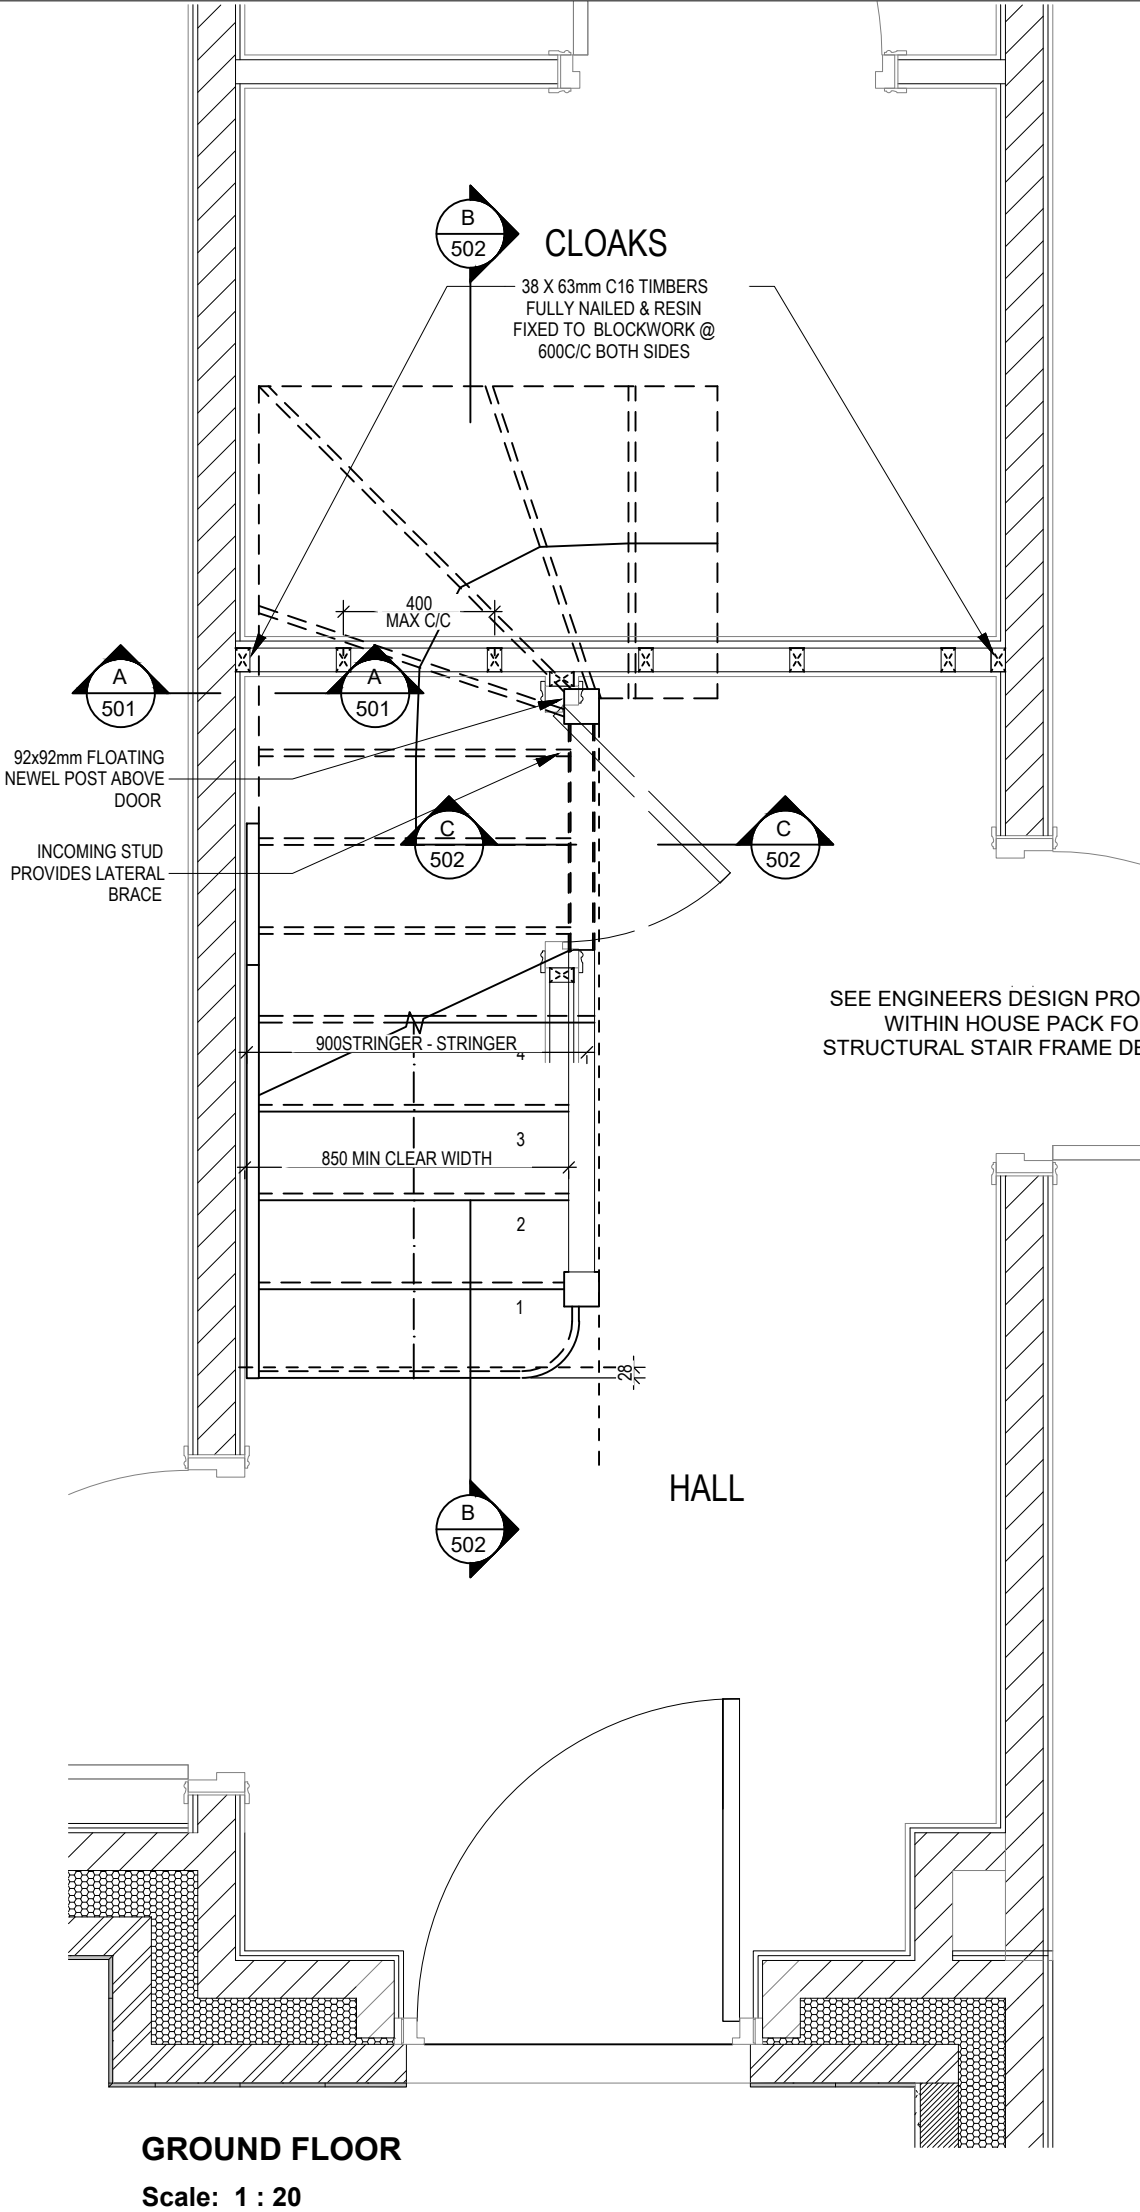 B
502
CLOAKS
38 X 63mm C16 TIMBERS
FULLY NAILED & RESIN
FIXED TO BLOCKWORK @
600C/C BOTH SIDES
400
MAX C/C
A
501
A
501
92x92mm FLOATING
NEWEL POST ABOVE
DOOR
C
502
C
502
INCOMING STUD
PROVIDES LATERAL
BRACE
SEE ENGINEERS DESIGN PRO
WITHIN HOUSE PACK FO
STRUCTURAL STAIR FRAME DE
900STRINGER - STRINGER
4
3
850 MIN CLEAR WIDTH
2
1
28
HALL
B
502
GROUND FLOOR
Scale: 1 : 20